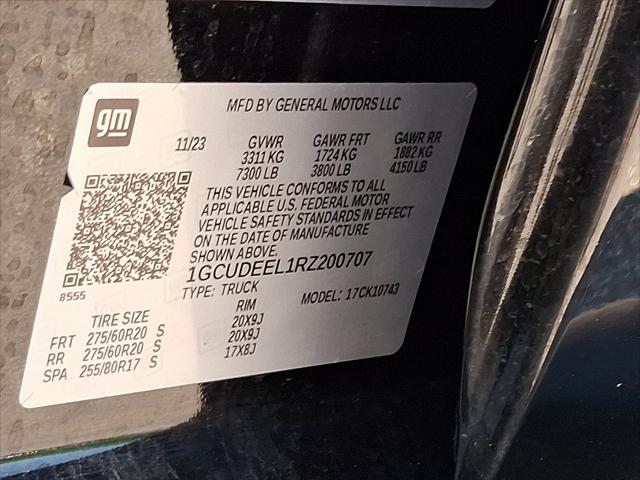 gm
MFD BY GENERAL MOTORS LLC
11/23 GVWR GAWR FRT GAWR RR
3311 KG 1724 KG 1882 KG
7300 LB 3800 LB 4150 LB
THIS VEHICLE CONFORMS TO ALL
APPLICABLE U.S. FEDERAL MOTOR
VEHICLE SAFETY STANDARDS IN EFFECT
ON THE DATE OF MANUFACTURE
SHOWN ABOVE.
1GCUDEEL1RZ200707
8555
TYPE: TRUCK MODEL: 17CK10743
TIRE SIZE RIM
FRT 275/60R20 S 20X9J
RR 275/60R20 S 20X9J
SPA 255/80R17 S 17X8J